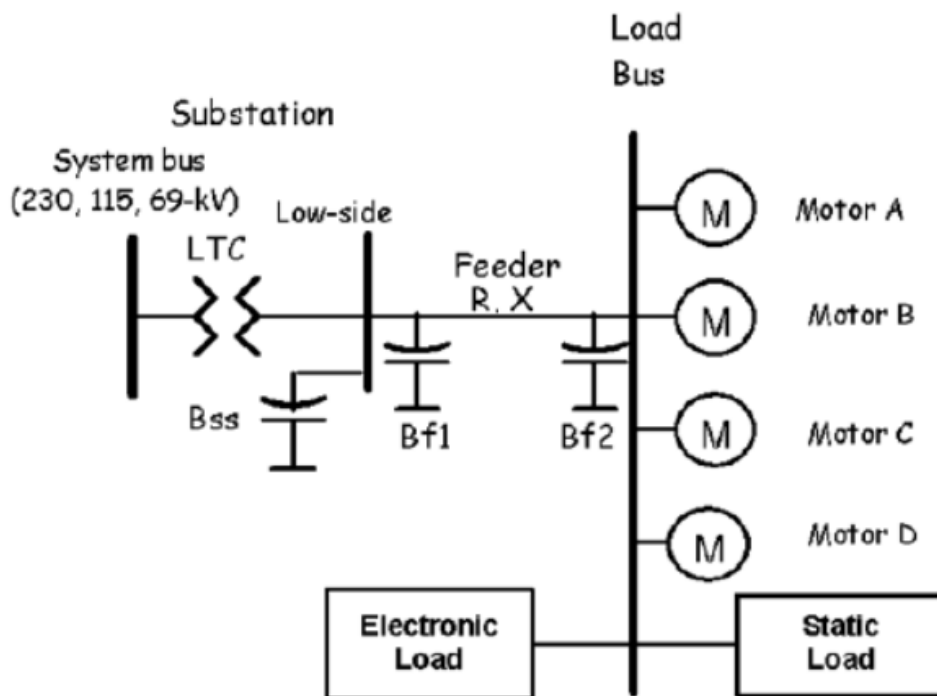 Load
Bus
Substation
System bus
(230, 115, 69-kV)
LTC
Low-side
Feeder
R, X
Bss
Bf1
Bf2
M
Motor A
M
Motor B
M
Motor C
M
Motor D
Electronic
Load
Static
Load